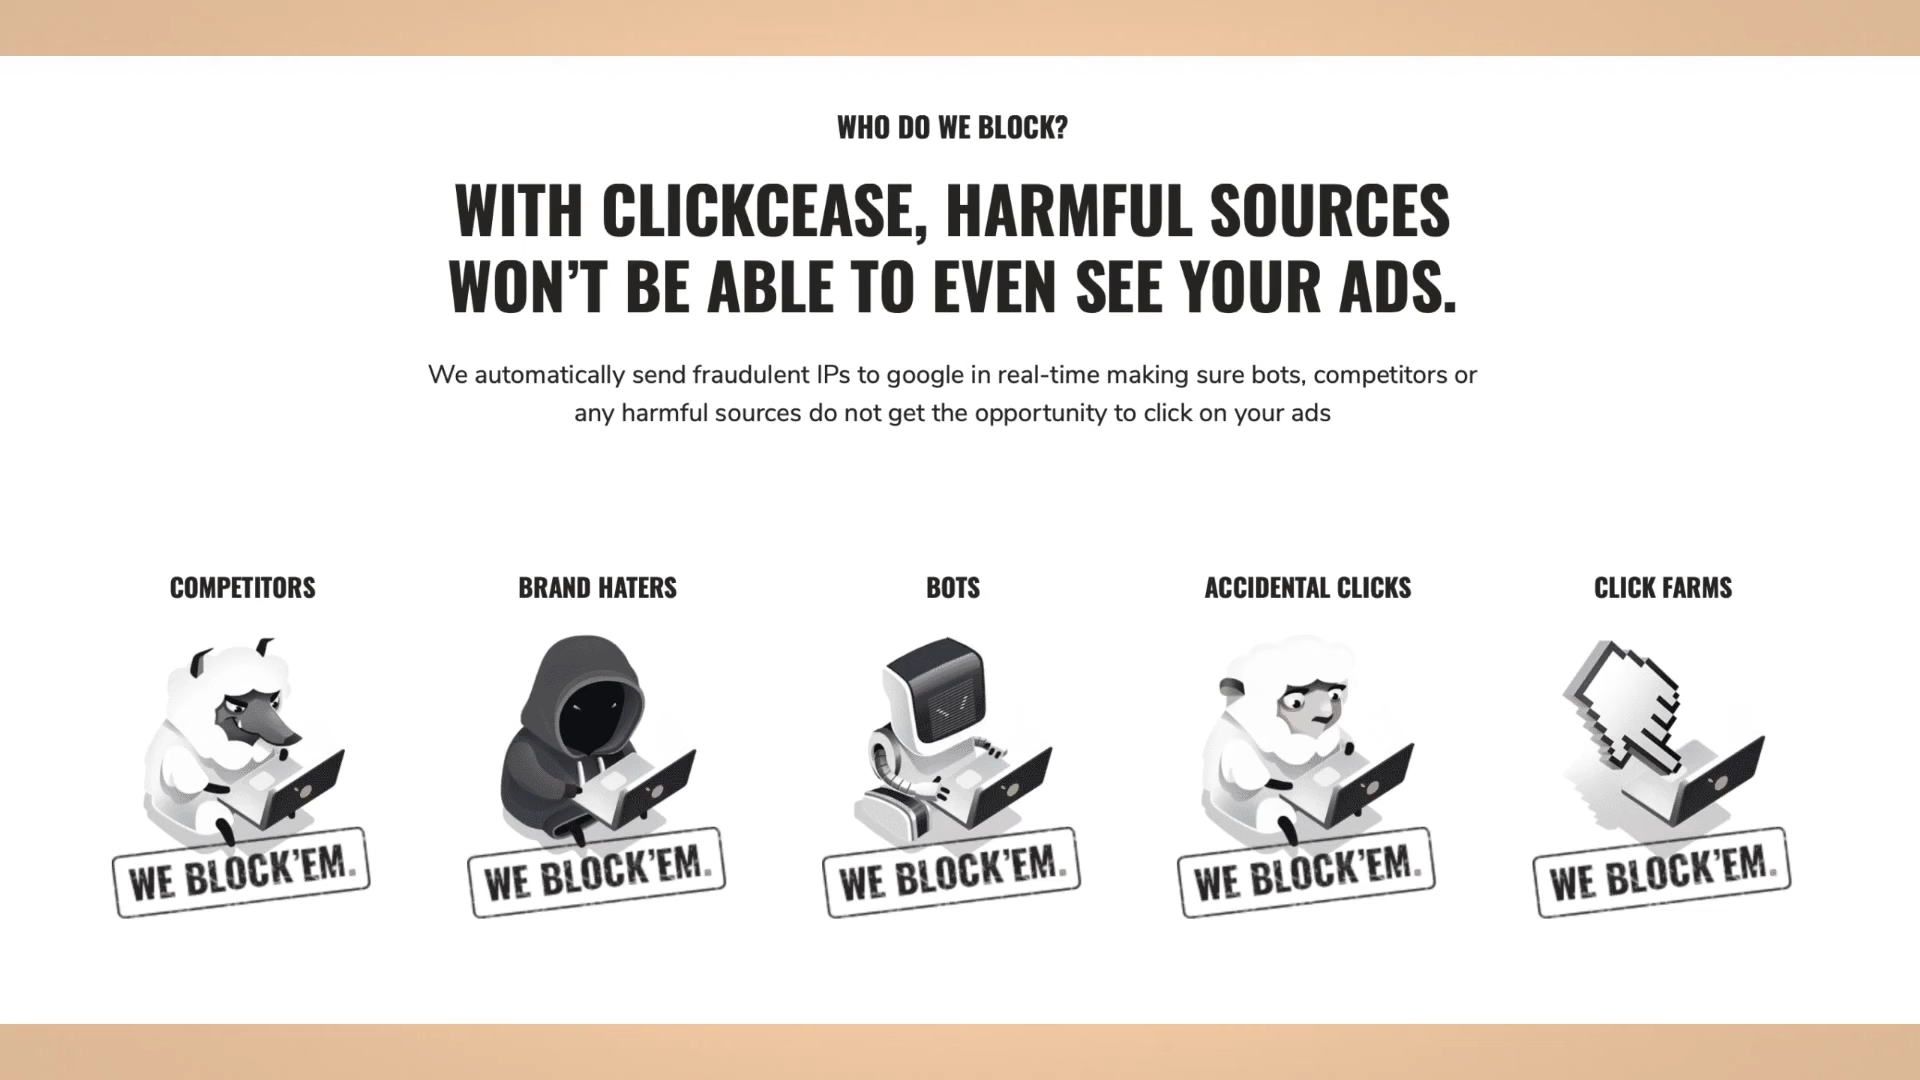 WHO DO WE BLOCK?
WITH CLICKCEASE, HARMFUL SOURCES
WON’T BE ABLE TO EVEN SEE YOUR ADS.
We automatically send fraudulent IPs to google in real-time making sure bots, competitors or
any harmful sources do not get the opportunity to click on your ads
COMPETITORS
BRAND HATERS
BOTS
ACCIDENTAL CLICKS
CLICK FARMS
WE BLOCK’EM.
WE BLOCK’EM.
WE BLOCK’EM.
WE BLOCK’EM.
WE BLOCK’EM.